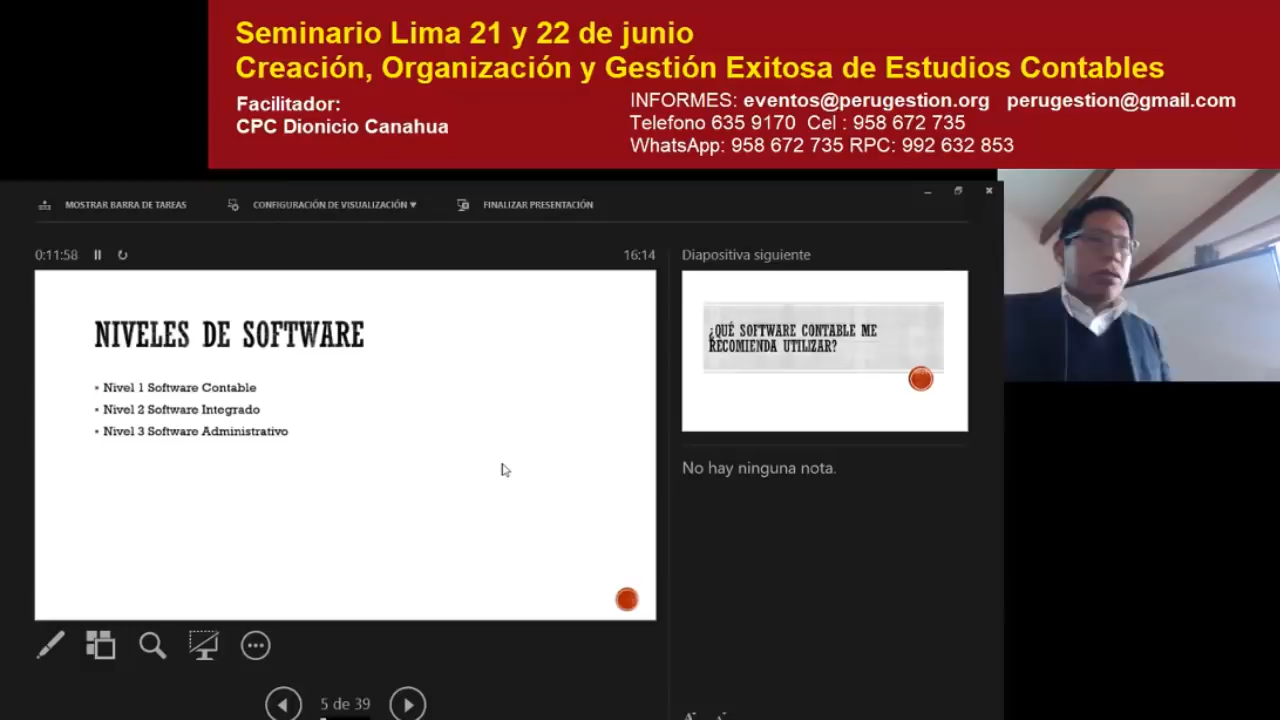 Seminario Lima 21 y 22 de junio
Creación, Organización y Gestión Exitosa de Estudios Contables
Facilitador:
CPC Dionicio Canahua
INFORMES: eventos@perugestion.org perugestion@gmail.com
Telefono 635 9170 Cel : 958 672 735
WhatsApp: 958 672 735 RPC: 992 632 853
MOSTRAR BARRA DE TAREAS
CONFIGURACIÓN DE VISUALIZACIÓN ▼
FINALIZAR PRESENTACIÓN
0:11:58
16:14
NIVELES DE SOFTWARE
▪ Nivel 1 Software Contable
▪ Nivel 2 Software Integrado
▪ Nivel 3 Software Administrativo
Diapositiva siguiente
¿QUÉ SOFTWARE CONTABLE ME
RECOMIENDA UTILIZAR?
No hay ninguna nota.
5 de 39